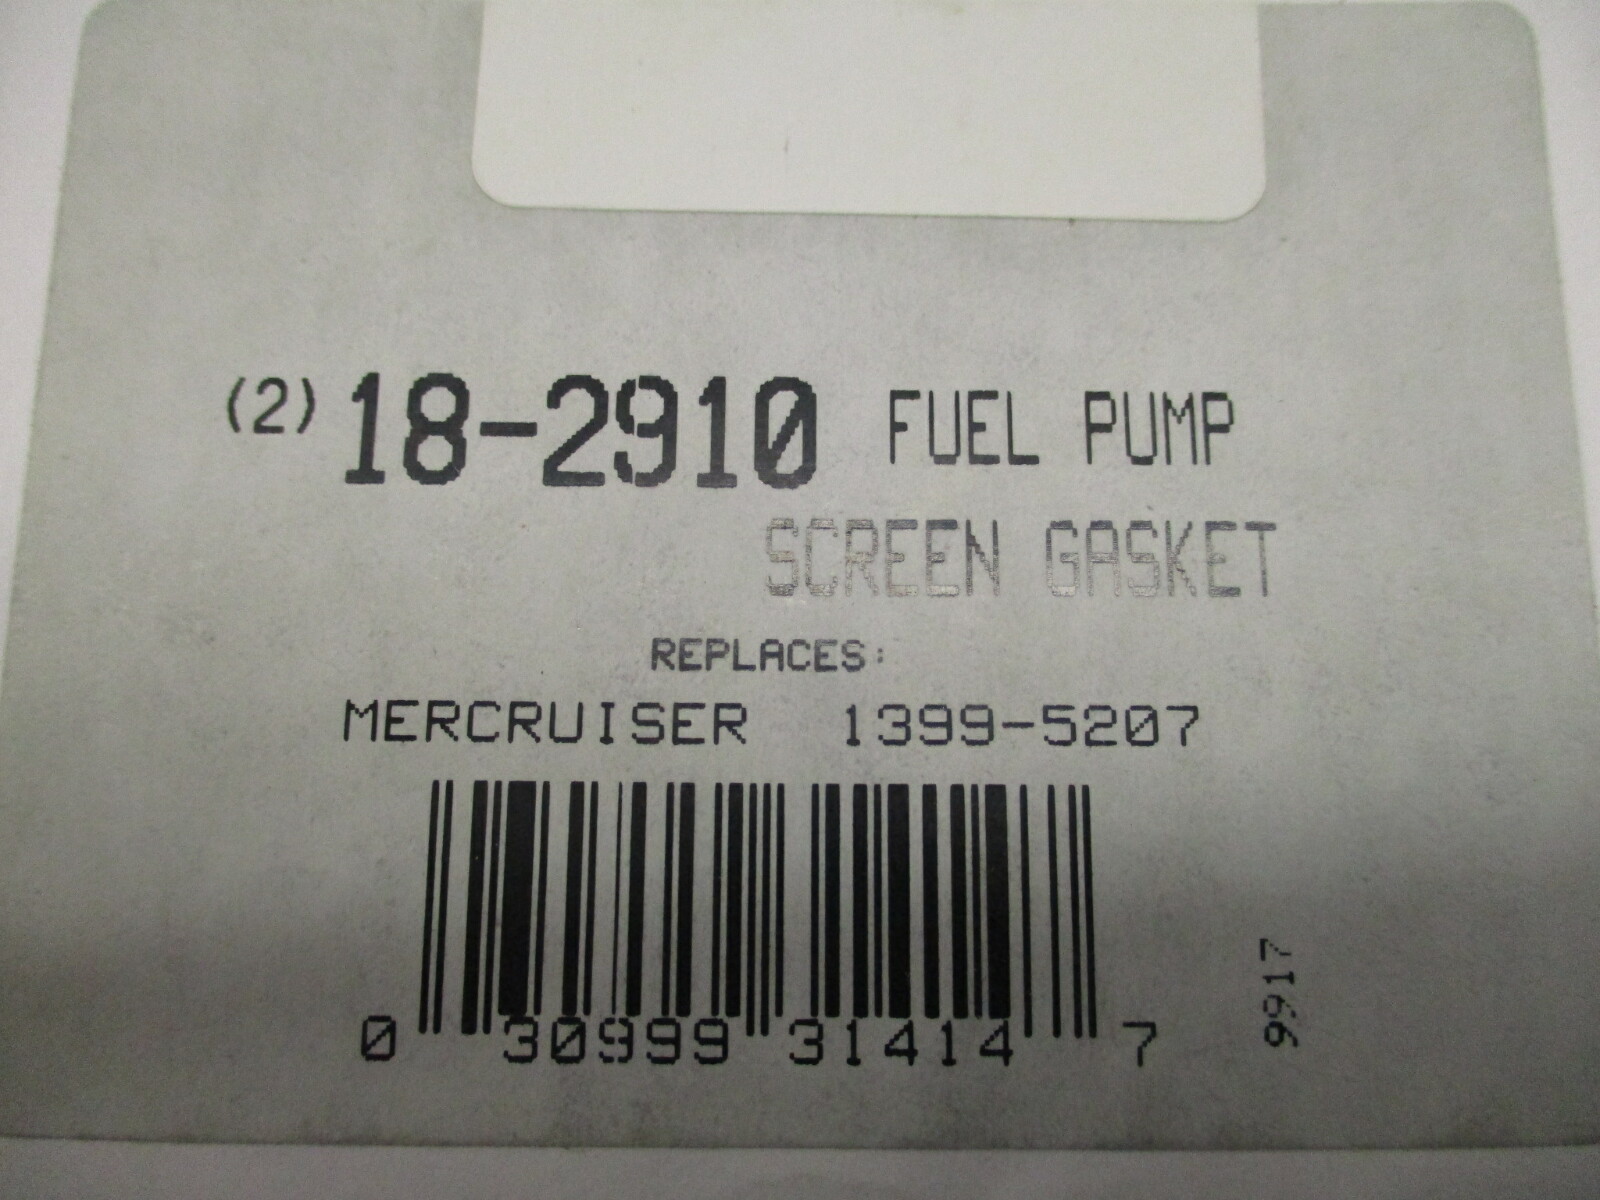 (2) 18-2910 FUEL PUMP
SCREEN GASKET
REPLACES:
MERCRUISER 1399-5207
0 30999 31414 7
9917